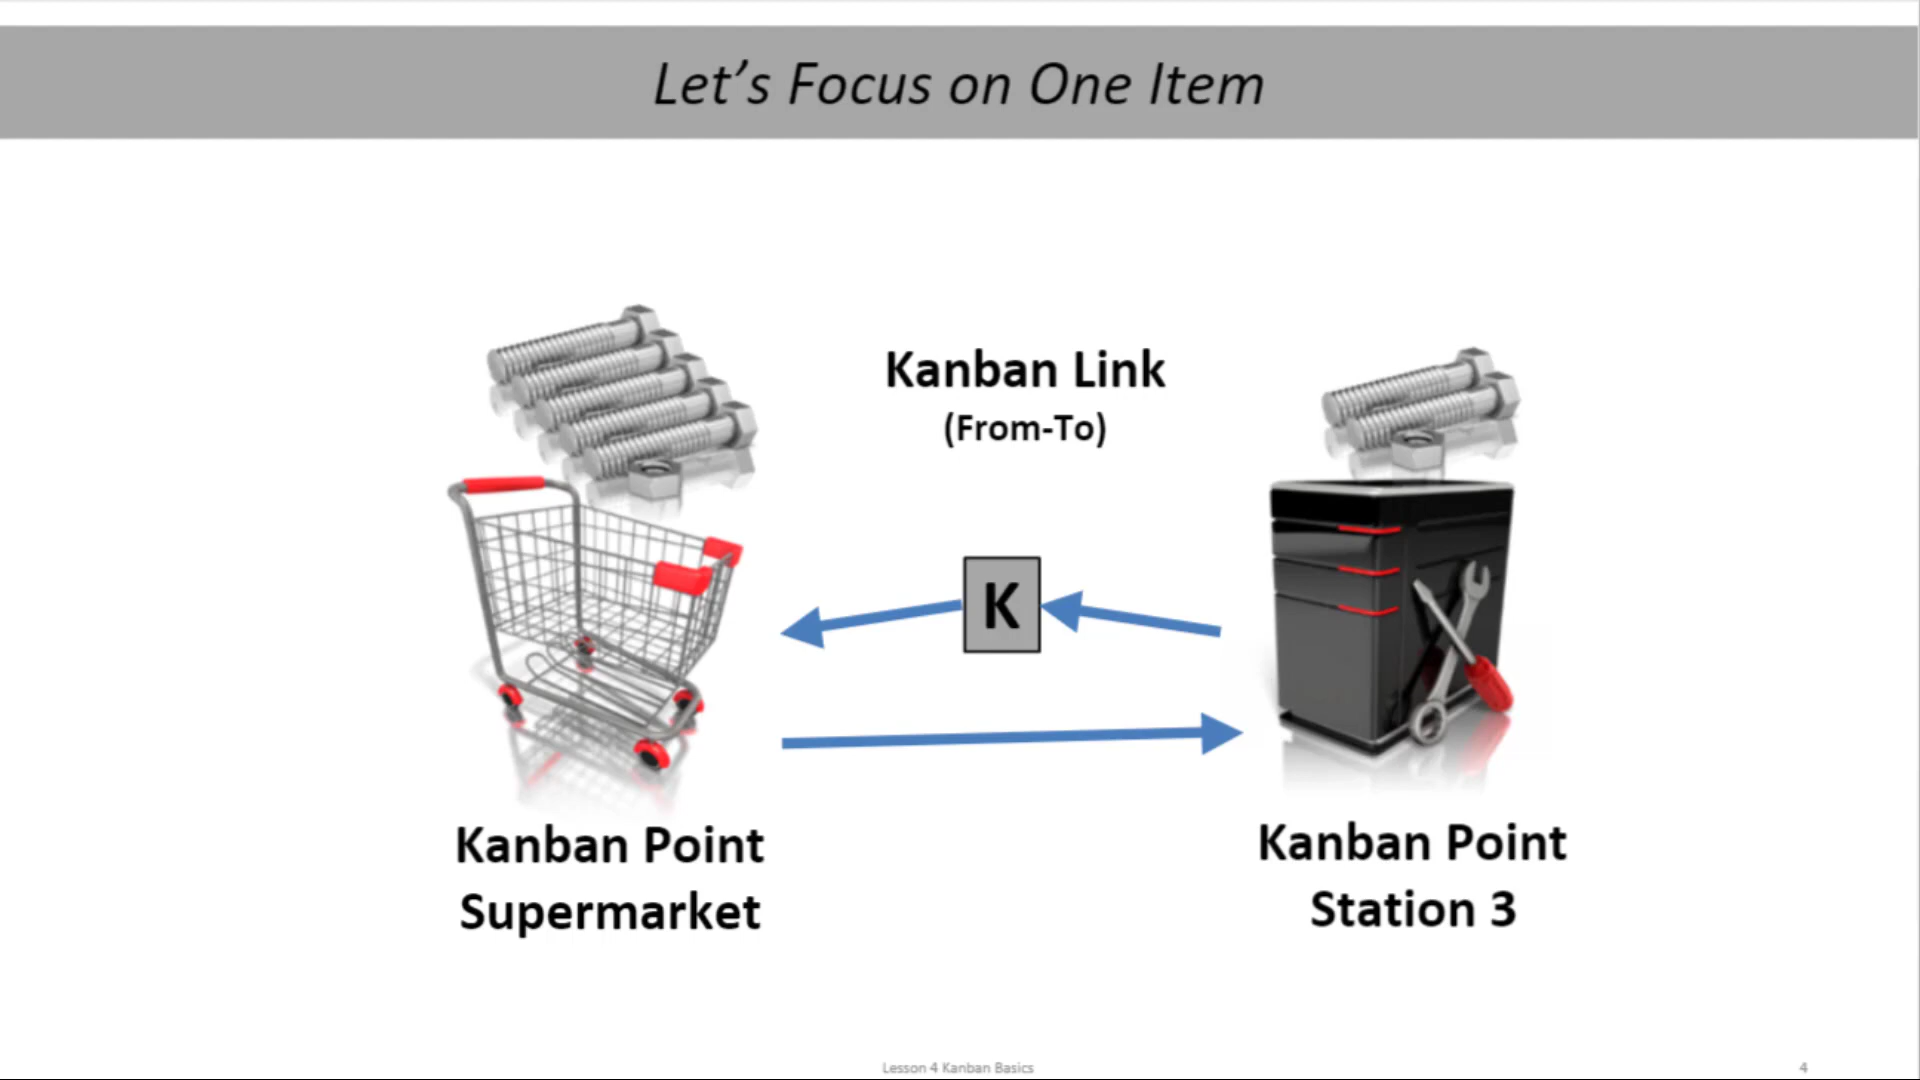 Let’s Focus on One Item
Kanban Link
(From-To)
K
Kanban Point
Supermarket
Kanban Point
Station 3
Lesson 4 Kanban Basics
4